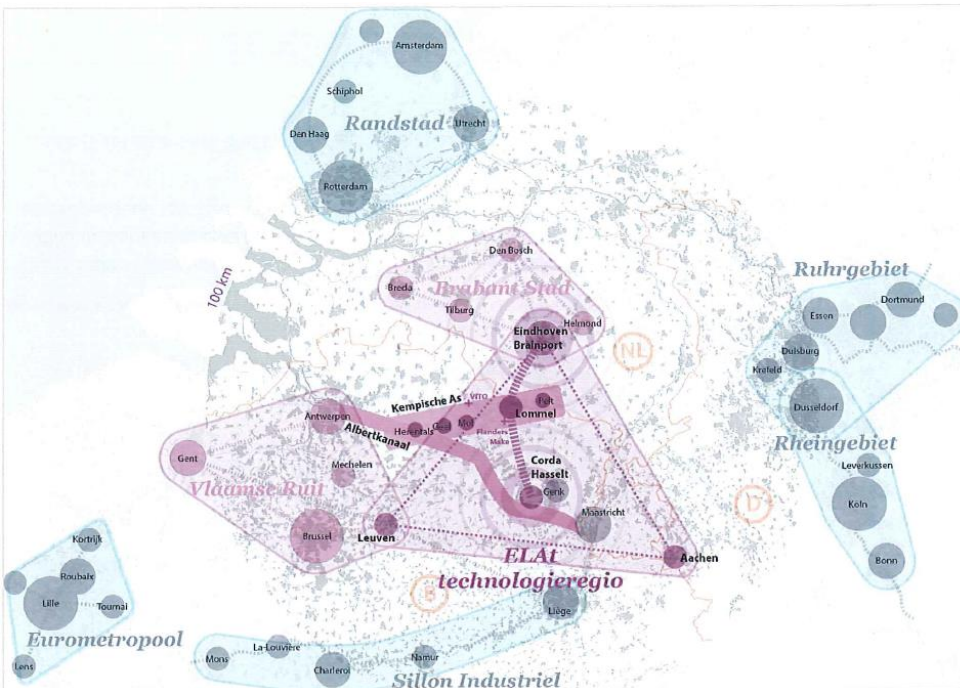 Amsterdam
Schiphol
Den Haag
Randstad
Utrecht
Rotterdam
100 km
Den Bosch
Breda
Brabant Stad
Tilburg
Eindhoven
Brainport
Helmond
NL
Ruhrgebiet
Dortmund
Essen
Duisburg
Krefeld
Dusseldorf
Rheingebiet
Leverkussen
Köln
Bonn
D
Kempische As
VITO
Pelt
Lommel
Antwerpen
Albertkanaal
Herentals
Geel
Mol
Flanders
Make
Gent
Mechelen
Vlaamse Ruit
Corda
Hasselt
Genk
Maastricht
Brussel
Leuven
Aachen
ELAt
technologieregio
B
Kortrijk
Roubaix
Lille
Tournai
Eurometropool
Lens
Liège
Mons
La-Louvière
Charleroi
Namur
Sillon Industriel